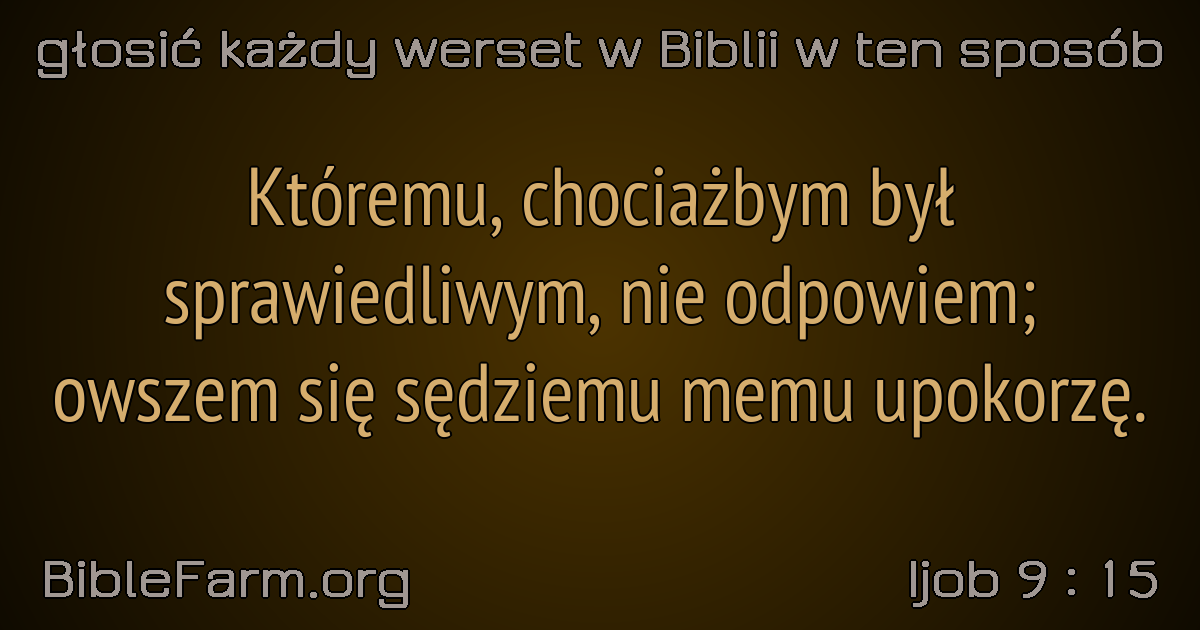 głosić każdy werset w Biblii w ten sposób
Któremu, chociażbym był
sprawiedliwym, nie odpowiem;
owszem się sędziemu memu upokorzę.
BibleFarm.org
Ijob 9 : 15